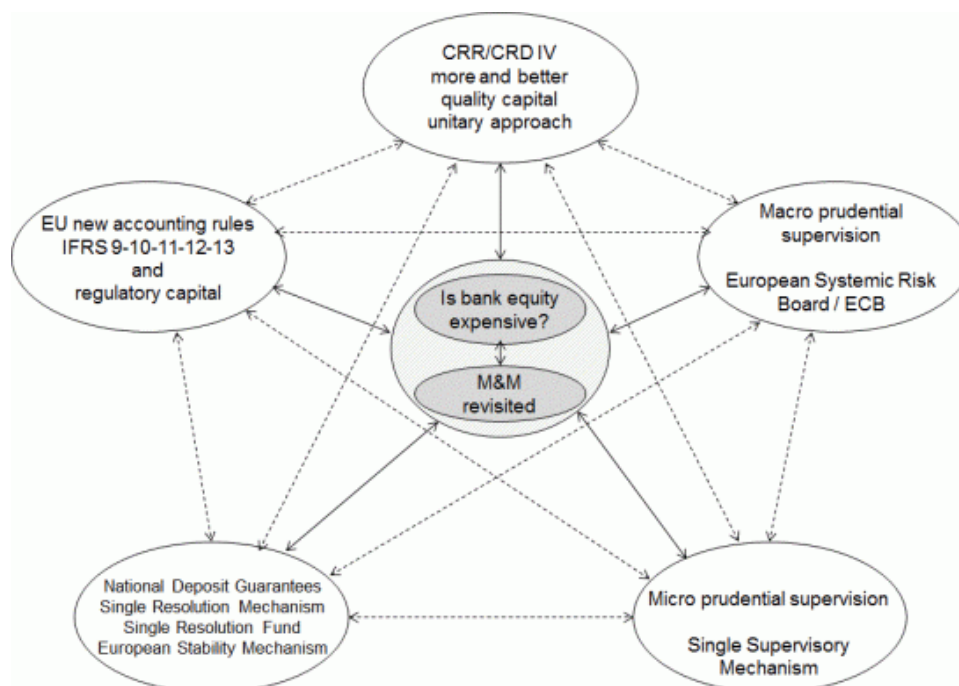 CRR/CRD IV
more and better
quality capital
unitary approach
EU new accounting rules
IFRS 9-10-11-12-13
and
regulatory capital
Macro prudential
supervision
European Systemic Risk
Board / ECB
Is bank equity
expensive?
M&M
revisited
National Deposit Guarantees
Single Resolution Mechanism
Single Resolution Fund
European Stability Mechanism
Micro prudential supervision
Single Supervisory
Mechanism